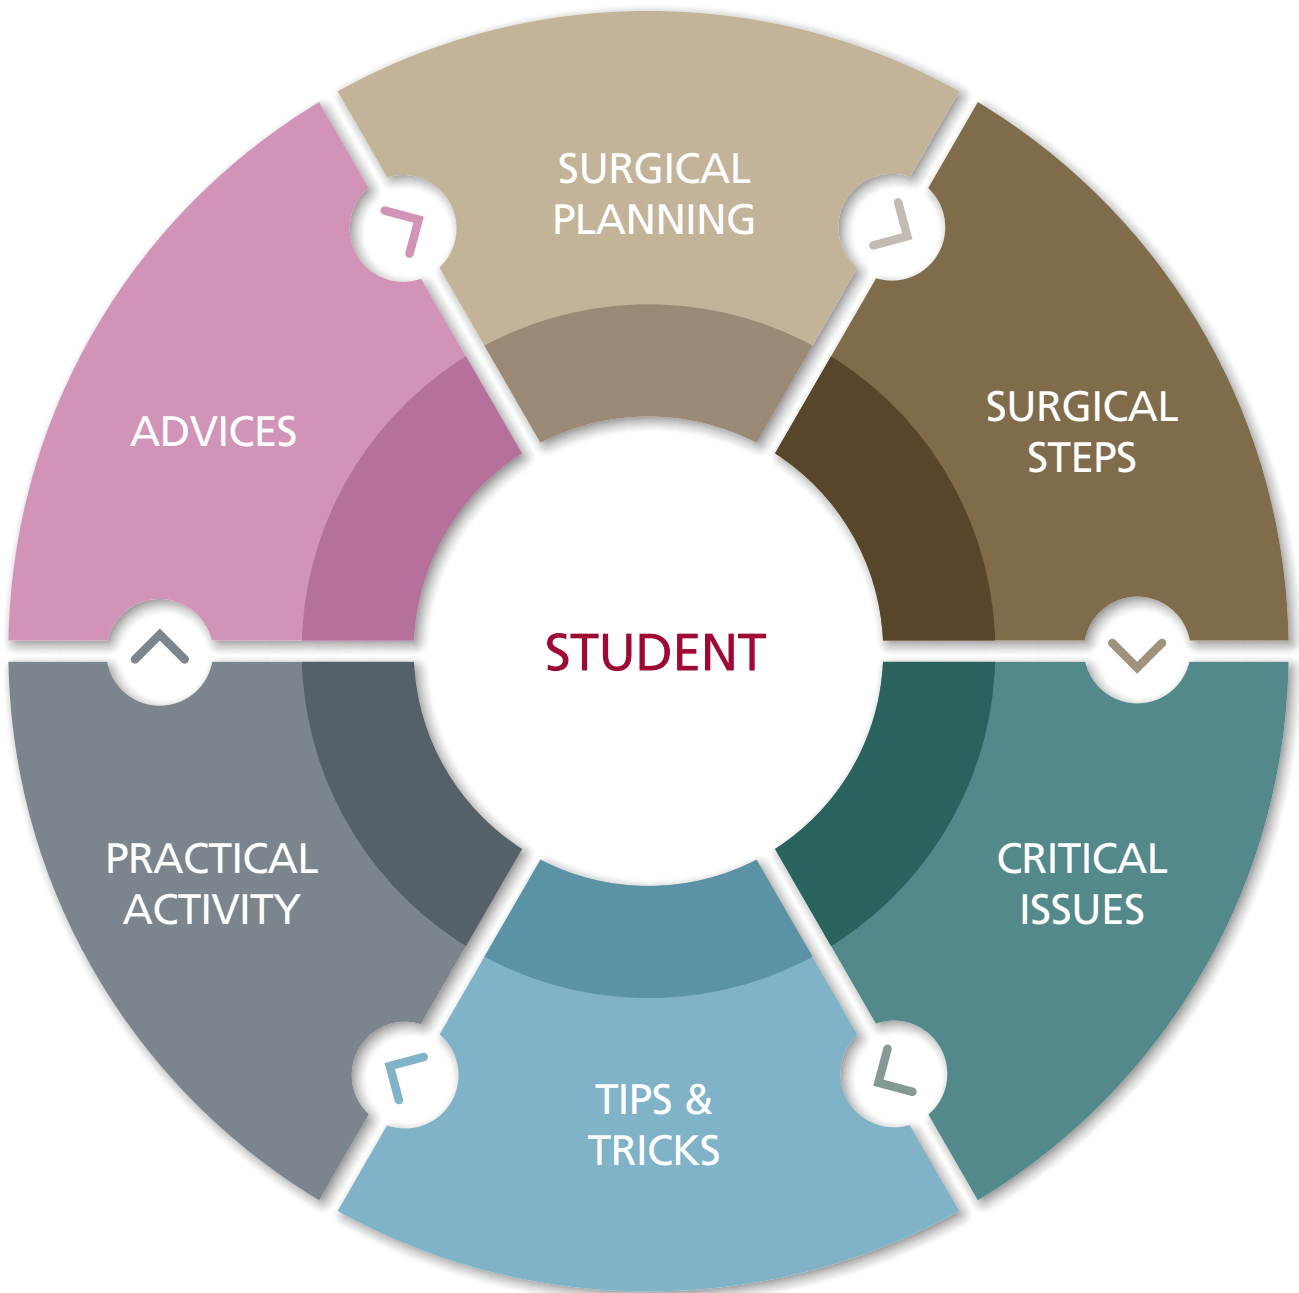 SURGICAL
PLANNING
SURGICAL
STEPS
CRITICAL
ISSUES
TIPS &
TRICKS
PRACTICAL
ACTIVITY
ADVICES
STUDENT